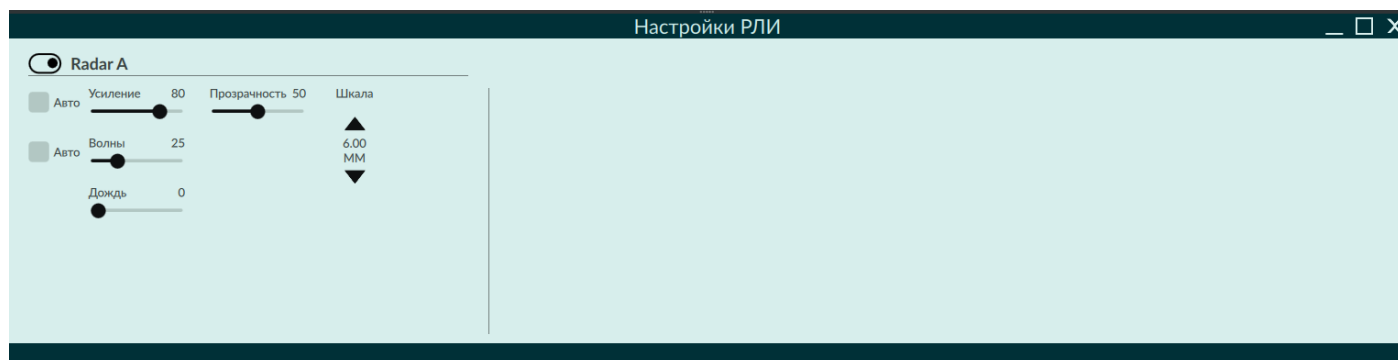 Настройки РЛИ
Radar A
Авто Усиление 80 Прозрачность 50 Шкала
Авто Волны 25 6.00
ММ
Дождь 0